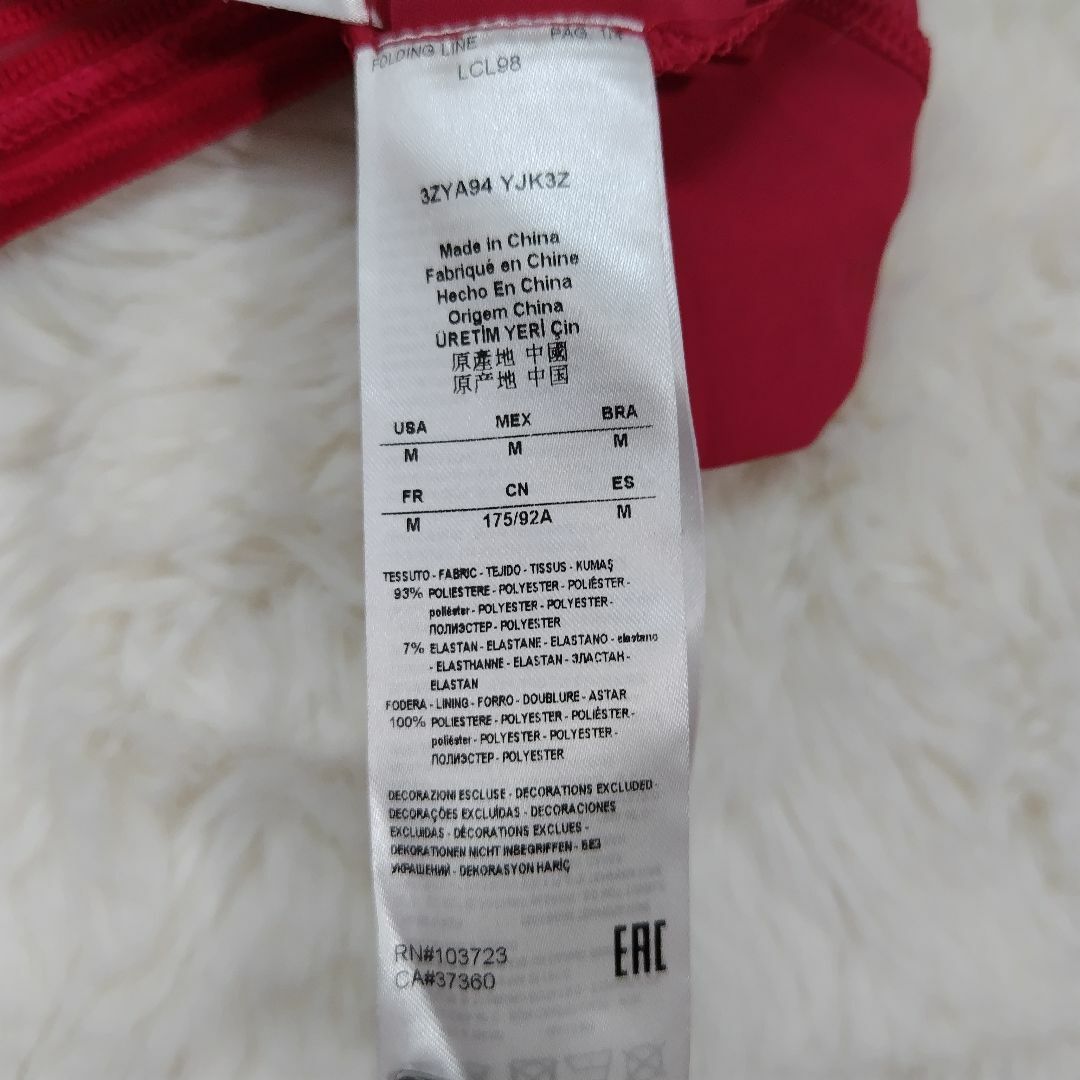 FOLDING LINE PAG. 1/1
LCL98
3ZYA94 YJK3Z
Made in China
Fabriqué en Chine
Hecho En China
Origem China
ÜRETİM YERİ Çin
原產地 中國
原产地 中国
USA MEX BRA
M M M
FR CN ES
M 175/92A M
TESSUTO - FABRIC - TEJIDO - TISSUS - KUMAŞ
93% POLIESTERE - POLYESTER - POLIÉSTER -
poliéster - POLYESTER - POLYESTER -
ПОЛИЭСТЕР - POLYESTER
7% ELASTAN - ELASTANE - ELASTANO - elastano
- ELASTHANNE - ELASTAN - ЭЛАСТАН -
ELASTAN
FODERA - LINING - FORRO - DOUBLURE - ASTAR
100% POLIESTERE - POLYESTER - POLIÉSTER -
poliéster - POLYESTER - POLYESTER -
ПОЛИЭСТЕР - POLYESTER
DECORAZIONI ESCLUSE - DECORATIONS EXCLUDED -
DECORAÇÕES EXCLUÍDAS - DECORACIONES
EXCLUIDAS - DÉCORATIONS EXCLUES -
DEKORATIONEN NICHT INBEGRIFFEN - БЕЗ
УКРАШЕНИЙ - DEKORASYON HARİÇ
RN#103723
CA#37360
EAC